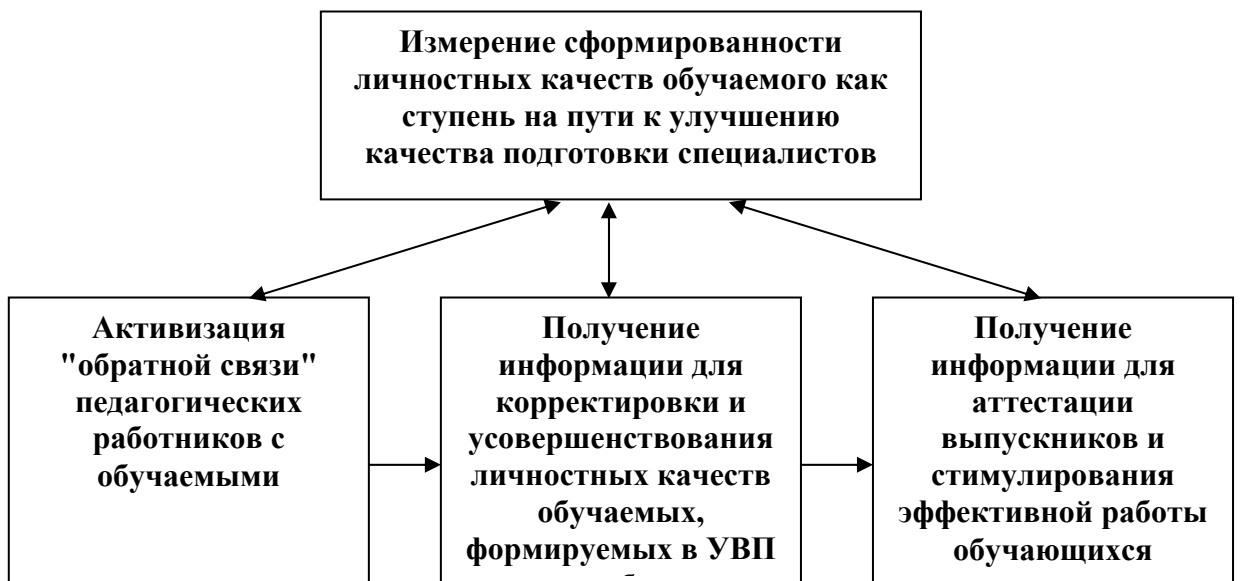 Измерение сформированности
личностных качеств обучаемого как
ступень на пути к улучшению
качества подготовки специалистов
Активизация
"обратной связи"
педагогических
работников с
обучаемыми
Получение
информации для
корректировки и
усовершенствования
личностных качеств
обучаемых,
формируемых в УВП
Получение
информации для
аттестации
выпускников и
стимулирования
эффективной работы
обучающихся